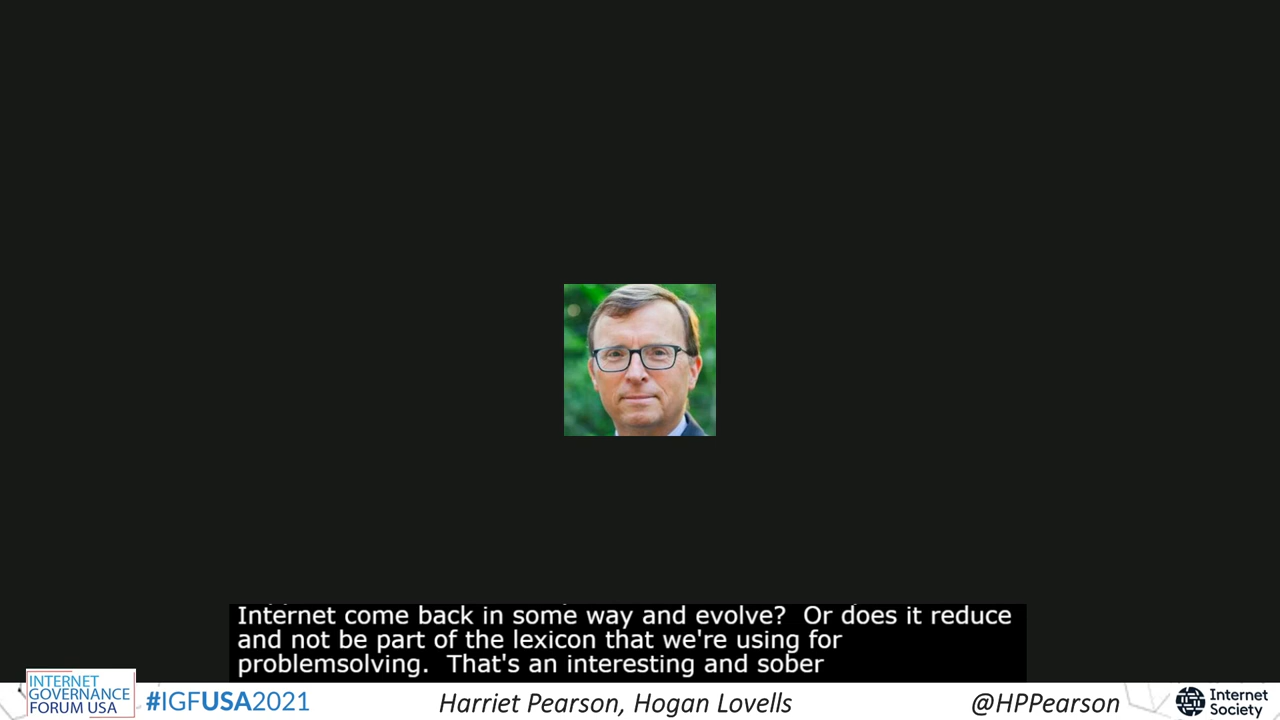 Internet come back in some way and evolve?  Or does it reduce
and not be part of the lexicon that we're using for
problemsolving.  That's an interesting and sober
INTERNET
GOVERNANCE
FORUM USA
#IGFUSA2021
Harriet Pearson, Hogan Lovells
@HPPearson
Internet
Society